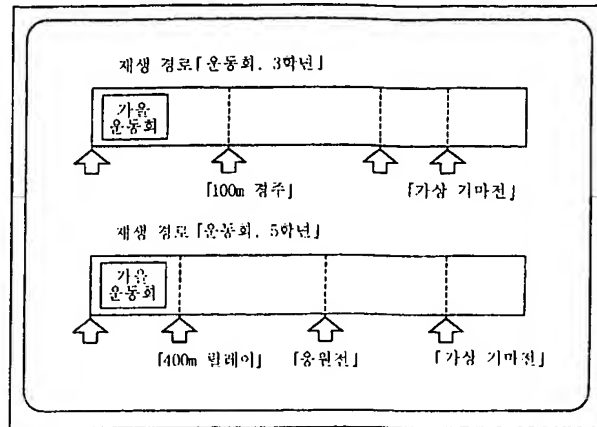 재생 경로「운동회. 3학년」
가을
운동회
「100m 경주」 「가상 기마전」
재생 경로「운동회. 5학년」
가을
운동회
「400m 릴레이」 「응원전」 「가상 기마전」